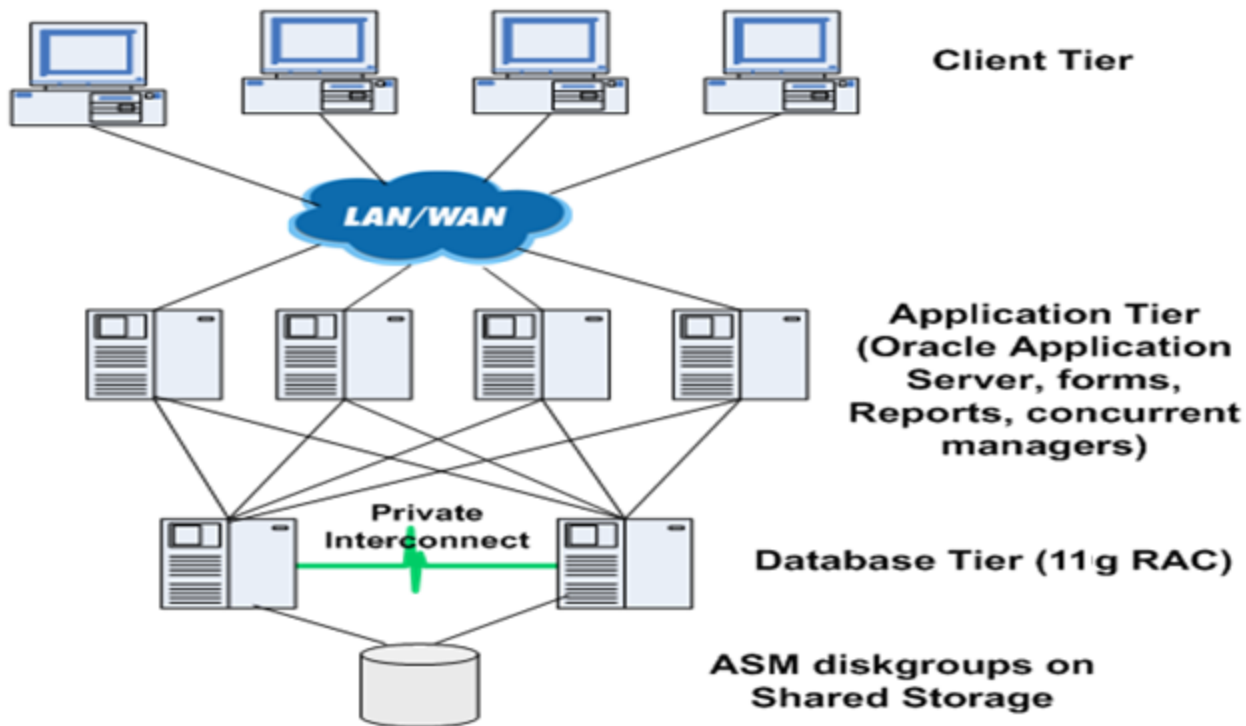 Client Tier
LAN/WAN
Application Tier
(Oracle Application
Server, forms,
Reports, concurrent
managers)
Private
Interconnect
Database Tier (11g RAC)
ASM diskgroups on
Shared Storage